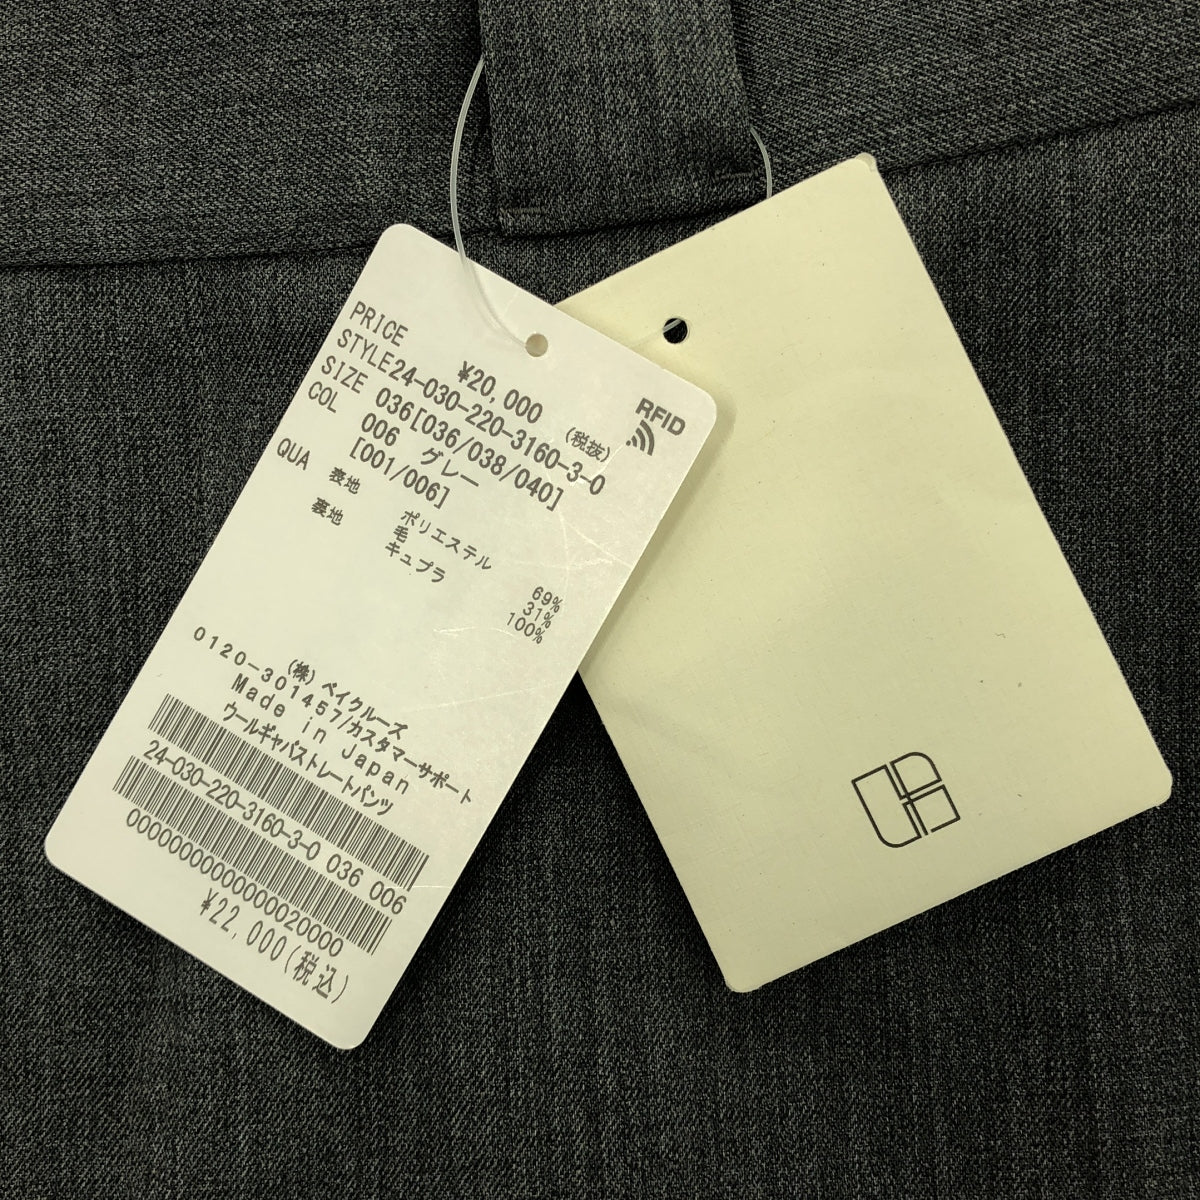 PRICE ¥20,000 (税抜)
STYLE24-030-220-3160-3-0
SIZE 036[036/038/040]
COL 006 グレー
[001/006]
QUA 表地 ポリエステル 69%
毛 31%
裏地 キュプラ 100%
RFID
(株) ベイクルーズ
0120-301457/カスタマーサポート
Made in Japan
ウールギャバストレートパンツ
24-030-220-3160-3-0 036 006
0000000000000020000
¥22,000(税込)